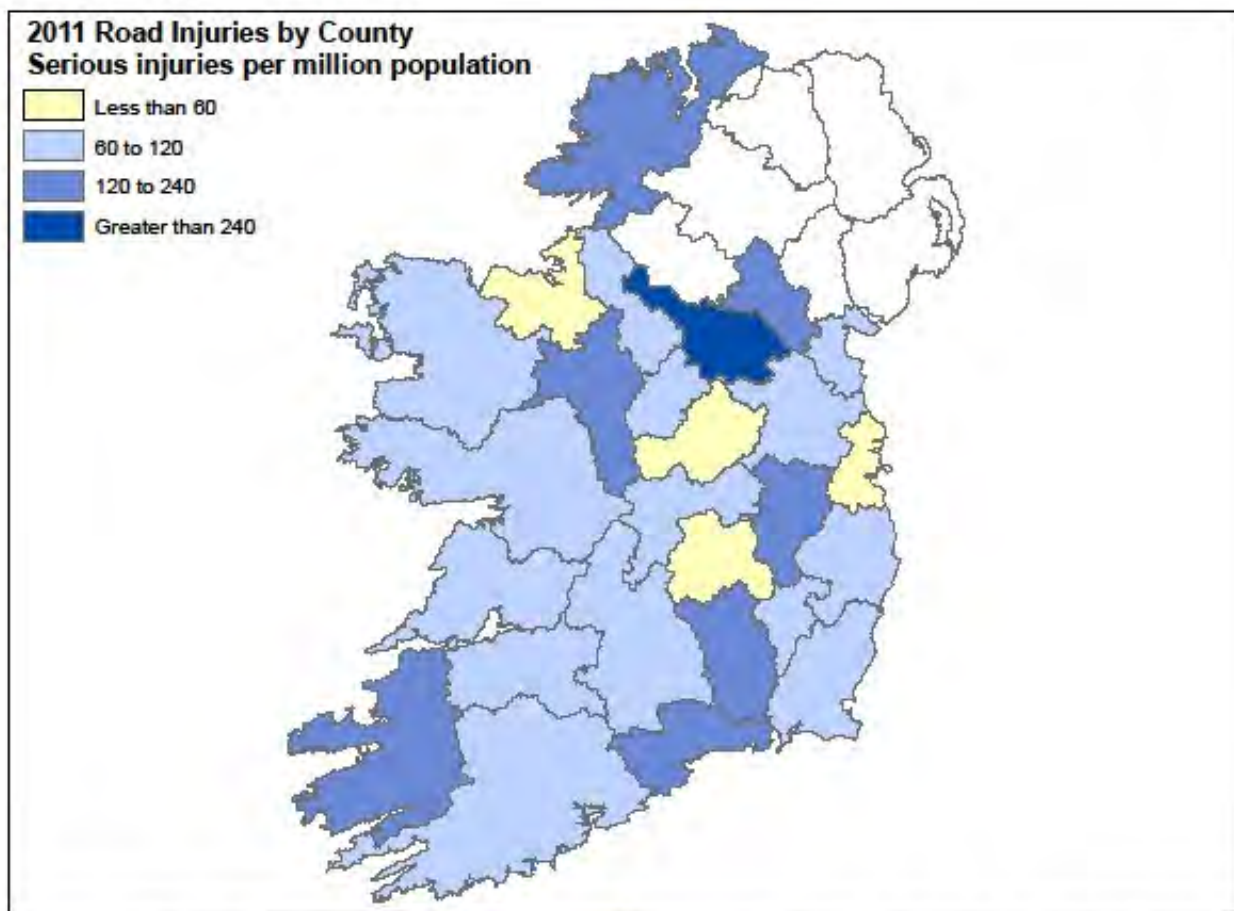 2011 Road Injuries by County
Serious injuries per million population
Less than 60
60 to 120
120 to 240
Greater than 240